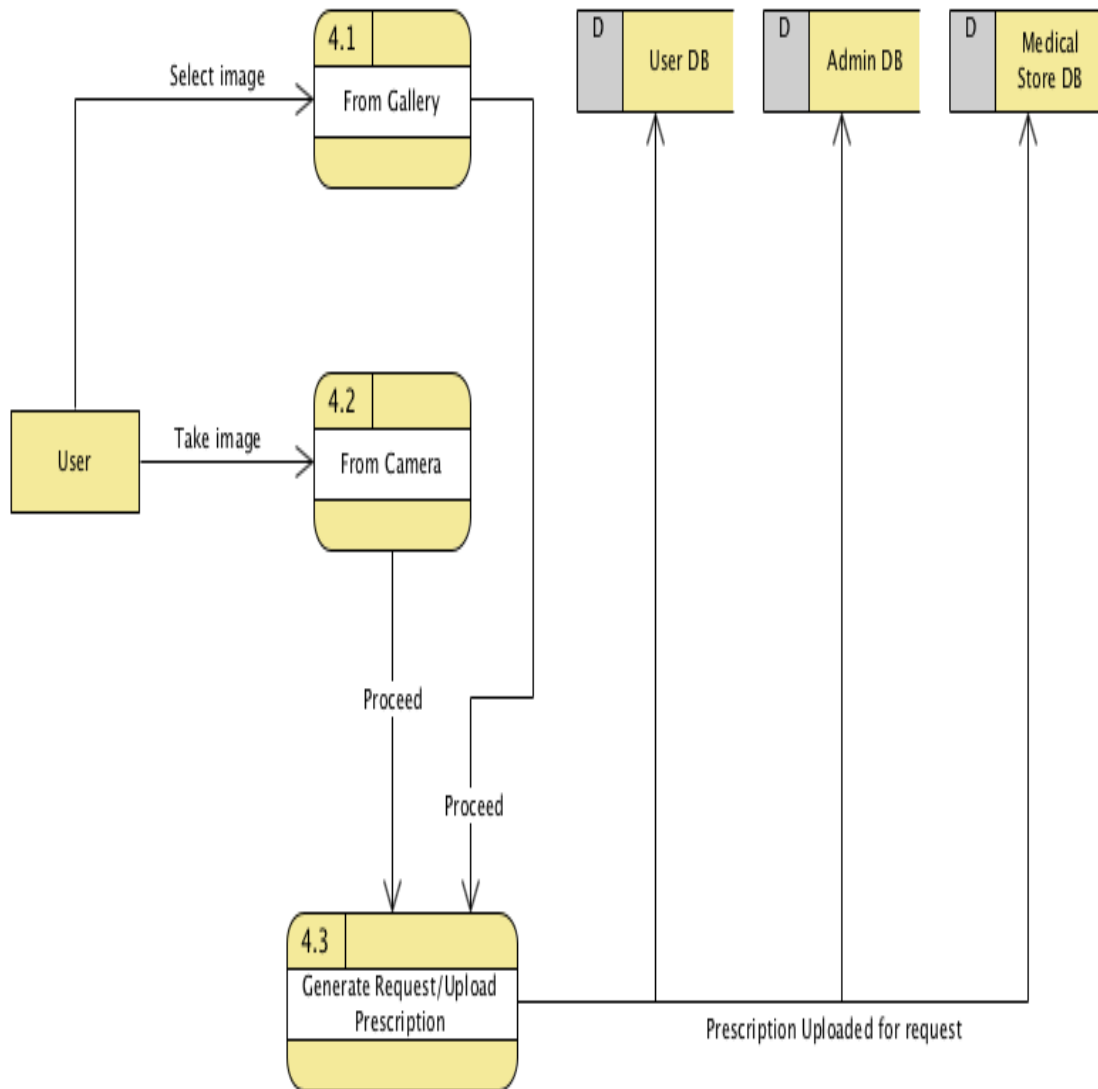 4.1
D
User DB
D
Admin DB
D
Medical
Store DB
Select image
From Gallery
4.2
User
Take image
From Camera
Proceed
Proceed
4.3
Generate Request/Upload
Prescription
Prescription Uploaded for request